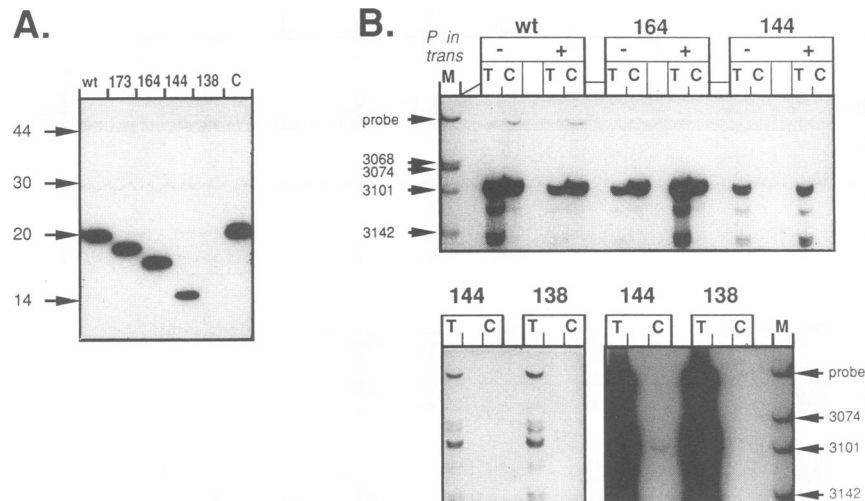 A.
wt 173 164 144 138 C
44
30
20
14
B.
P in trans
wt 164 144
- + - + - +
M T C T C T C T C T C T C
probe
3068
3074
3101
3142
144 138 144 138
T C T C T C T C M
probe
3074
3101
3142